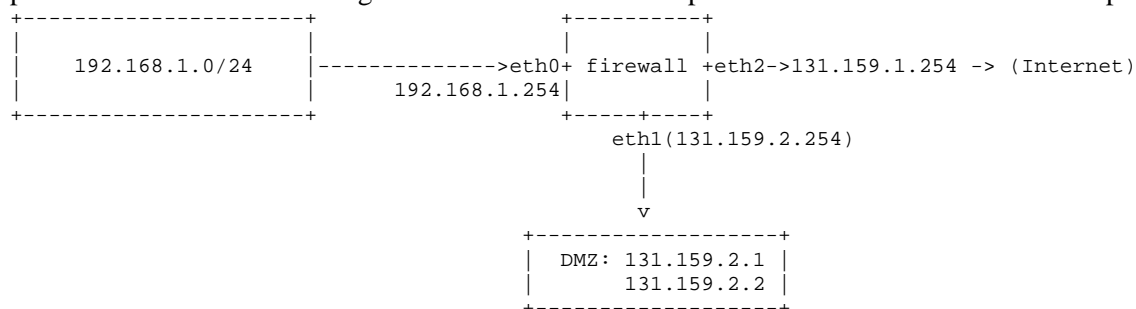 +----------------------+                +----------+
|                      |                |          |
|    192.168.1.0/24    |-------------->eth0+ firewall +eth2->131.159.1.254 -> (Internet)
|                      |     192.168.1.254|          |
+----------------------+                +-----+----+
eth1(131.159.2.254)
|
|
v
+-------------------+
|  DMZ: 131.159.2.1 |
|       131.159.2.2 |
+-------------------+